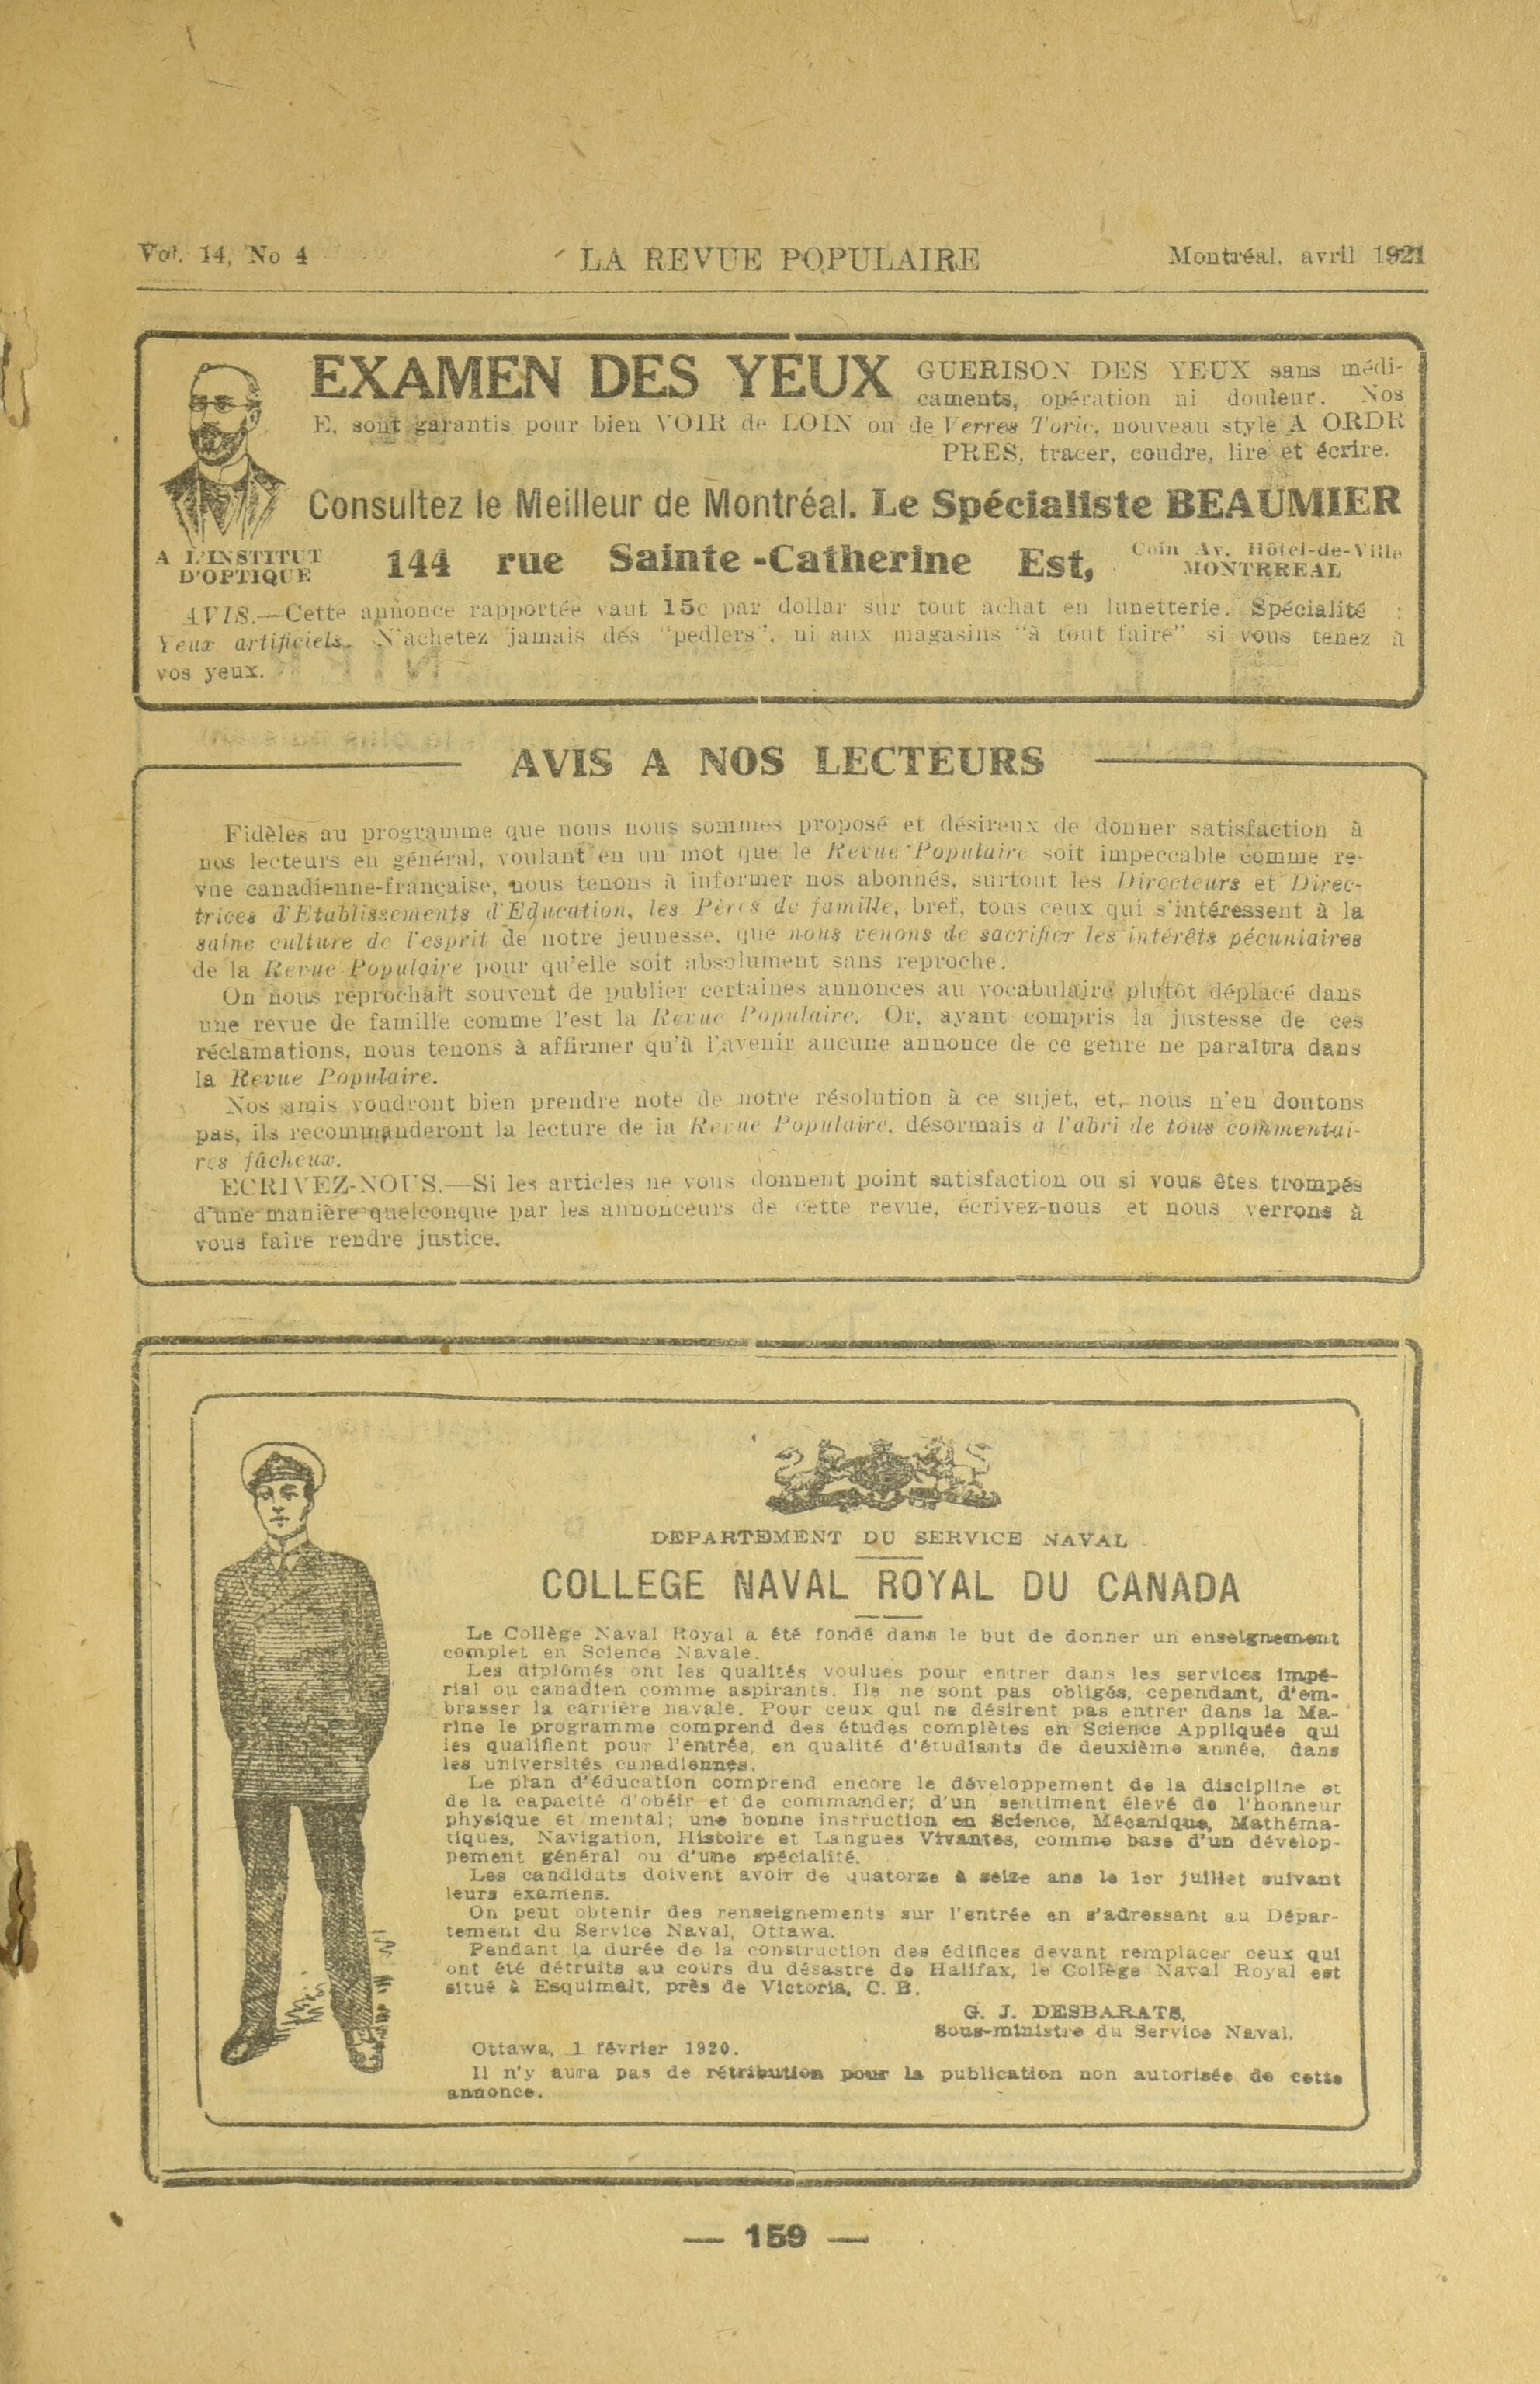 Vol. 14, No 4
LA REVUE POPULAIRE
Montréal, avril 1921
EXAMEN DES YEUX
GUERISON DES YEUX sans médi-
caments, opération ni douleur. Nos
E, sont garantis pour bien VOIR de LOIN ou de Verres Toric, nouveau style A ORDR
PRES, tracer, coudre, lire et écrire.
Consultez le Meilleur de Montréal. Le Spécialiste BEAUMIER
A L'INSTITUT
D'OPTIQUE
144 rue Sainte-Catherine Est,
Coin Av. Hôtel-de-Ville
MONTRREAL
AVIS.—Cette annonce rapportée vaut 15c par dollar sur tout achat en lunetterie. Spécialité :
Yeux artificiels. N'achetez jamais des "pedlers", ni aux magasins "à tout faire" si vous tenez à
vos yeux.
AVIS A NOS LECTEURS
Fidèles au programme que nous nous sommes proposé et désireux de donner satisfaction à
nos lecteurs en général, voulant en un mot que le Revue Populaire soit impeccable comme re-
vue canadienne-française, nous tenons à informer nos abonnés, surtout les Directeurs et Direc-
trices d'Etablissements d'Education, les Pères de famille, bref, tous ceux qui s'intéressent à la
saine culture de l'esprit de notre jeunesse, que nous venons de sacrifier les intérêts pécuniaires
de la Revue Populaire pour qu'elle soit absolument sans reproche.
On nous reprochait souvent de publier certaines annonces au vocabulaire plutôt déplacé dans
une revue de famille comme l'est la Revue Populaire. Or, ayant compris la justesse de ces
réclamations, nous tenons à affirmer qu'à l'avenir aucune annonce de ce genre ne paraîtra dans
la Revue Populaire.
Nos amis voudront bien prendre note de notre résolution à ce sujet, et, nous n'en doutons
pas, ils recommanderont la lecture de la Revue Populaire, désormais à l'abri de tous commentai-
res fâcheux.
ECRIVEZ-NOUS.—Si les articles ne vous donnent point satisfaction ou si vous êtes trompés
d'une manière quelconque par les annonceurs de cette revue, écrivez-nous et nous verrons à
vous faire rendre justice.
DEPARTEMENT DU SERVICE NAVAL
COLLEGE NAVAL ROYAL DU CANADA
Le Collège Naval Royal a été fondé dans le but de donner un enseignement
complet en Science Navale.
Les diplômés ont les qualités voulues pour entrer dans les services impé-
rial ou canadien comme aspirants. Ils ne sont pas obligés, cependant, d'em-
brasser la carrière navale. Pour ceux qui ne désirent pas entrer dans la Ma-
rine le programme comprend des études complètes en Science Appliquée qui
les qualifient pour l'entrée, en qualité d'étudiants de deuxième année, dans
les universités canadiennes.
Le plan d'éducation comprend encore le développement de la discipline et
de la capacité d'obéir et de commander; d'un sentiment élevé de l'honneur
physique et mental; une bonne instruction en Science, Mécanique, Mathéma-
tiques, Navigation, Histoire et Langues Vivantes, comme base d'un dévelop-
pement général ou d'une spécialité.
Les candidats doivent avoir de quatorze à seize ans le 1er juillet suivant
leurs examens.
On peut obtenir des renseignements sur l'entrée en s'adressant au Dépar-
tement du Service Naval, Ottawa.
Pendant la durée de la construction des édifices devant remplacer ceux qui
ont été détruits au cours du désastre de Halifax, le Collège Naval Royal est
situé à Esquimalt, près de Victoria, C. B.
G. J. DESBARATS,
Sous-ministre du Service Naval.
Ottawa, 1 février 1920.
Il n'y aura pas de rétribution pour la publication non autorisée de cette
annonce.
— 159 —